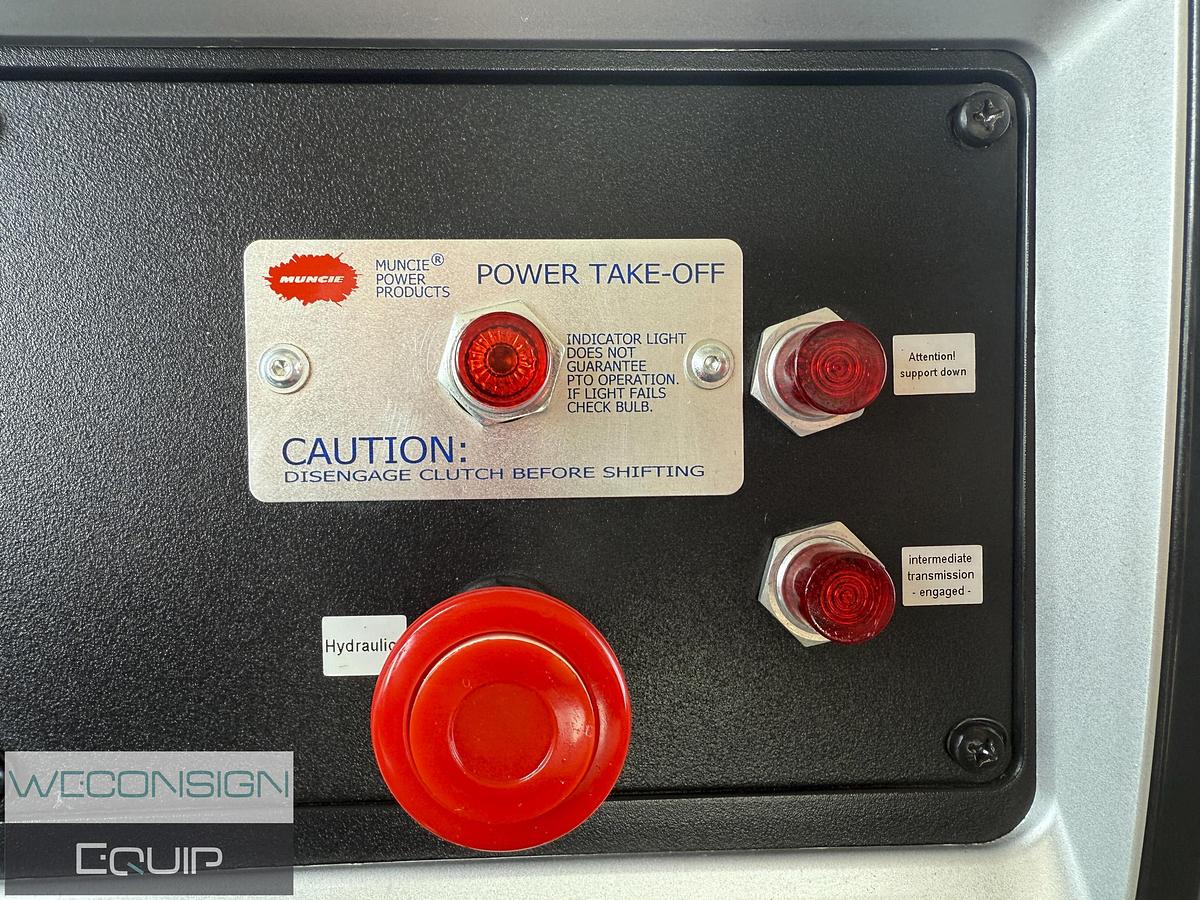 MUNCIE
MUNCIE®
POWER
PRODUCTS
POWER TAKE-OFF
INDICATOR LIGHT
DOES NOT
GUARANTEE
PTO OPERATION.
IF LIGHT FAILS
CHECK BULB.
CAUTION:
DISENGAGE CLUTCH BEFORE SHIFTING
Attention!
support down
intermediate
transmission
- engaged -
Hydraulic
WECONSIGN
EQUIP